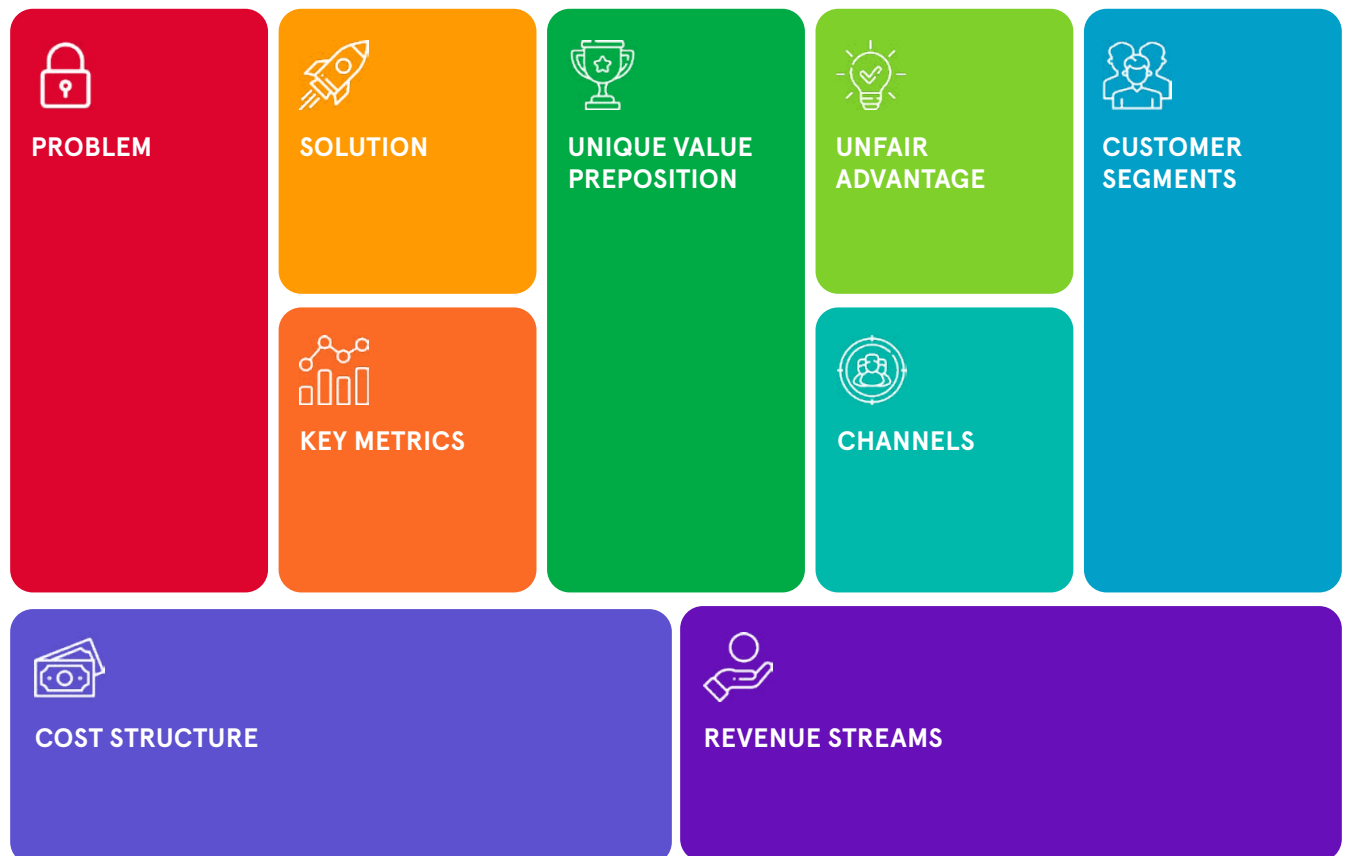 PROBLEM
SOLUTION
UNIQUE VALUE
PREPOSITION
UNFAIR
ADVANTAGE
CUSTOMER
SEGMENTS
KEY METRICS
CHANNELS
COST STRUCTURE
REVENUE STREAMS